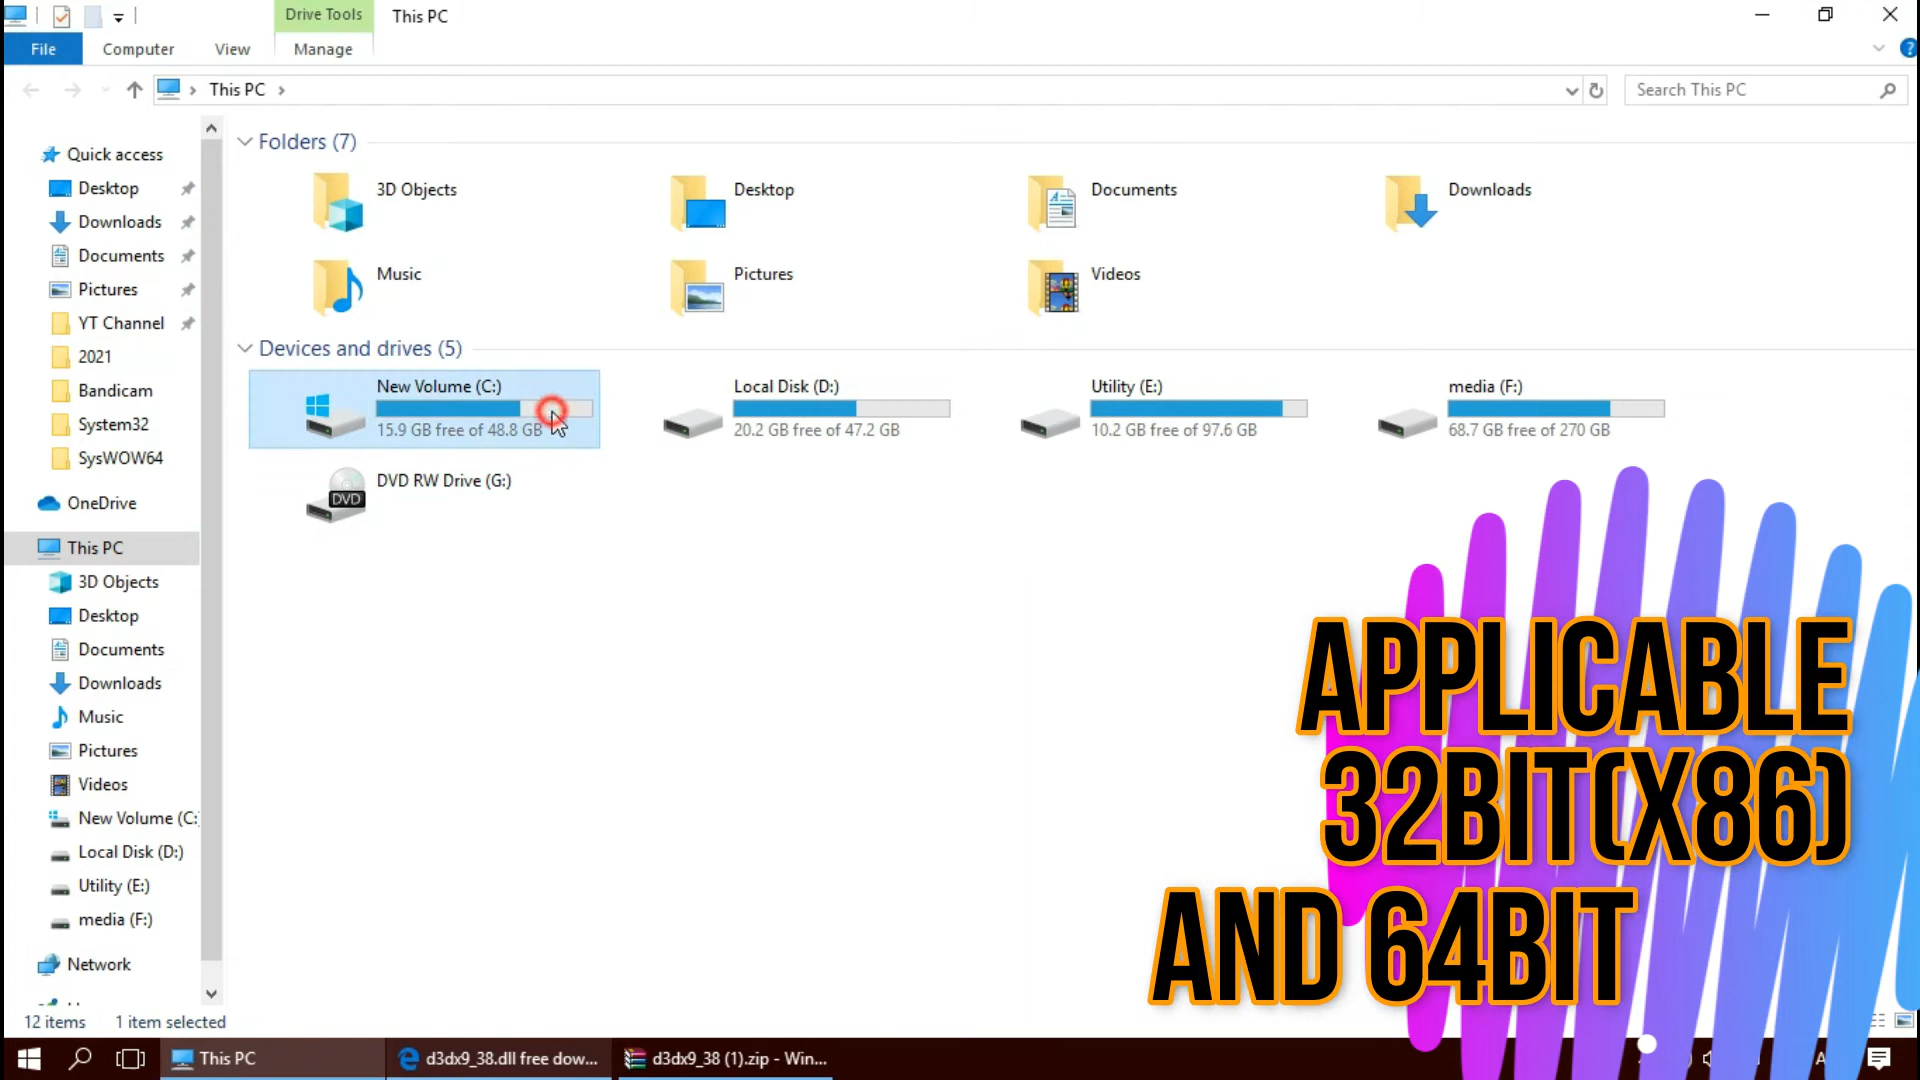 Drive Tools
This PC
File
Computer
View
Manage
This PC
Search This PC
Quick access
Desktop
Downloads
Documents
Pictures
YT Channel
2021
Bandicam
System32
SysWOW64
OneDrive
This PC
3D Objects
Desktop
Documents
Downloads
Music
Pictures
Videos
New Volume (C:
Local Disk (D:)
Utility (E:)
media (F:)
Network
Folders (7)
3D Objects
Desktop
Documents
Downloads
Music
Pictures
Videos
Devices and drives (5)
New Volume (C:)
15.9 GB free of 48.8 GB
Local Disk (D:)
20.2 GB free of 47.2 GB
Utility (E:)
10.2 GB free of 97.6 GB
media (F:)
68.7 GB free of 270 GB
DVD
DVD RW Drive (G:)
APPLICABLE
32BIT(X86)
AND 64BIT
12 items
1 item selected
This PC
d3dx9_38.dll free dow...
d3dx9_38 (1).zip - Win...